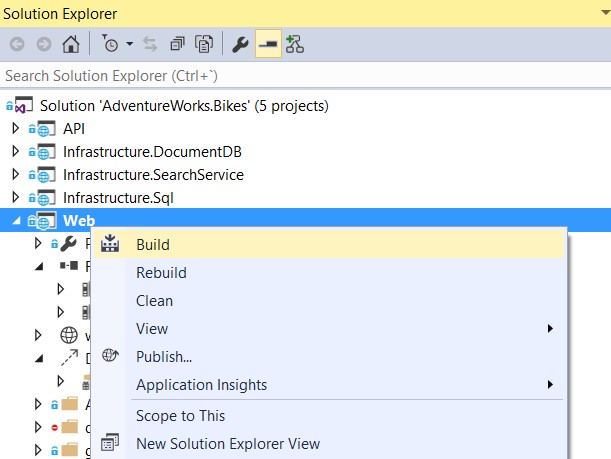 Solution Explorer
Search Solution Explorer (Ctrl+`)
Solution 'AdventureWorks.Bikes' (5 projects)
API
Infrastructure.DocumentDB
Infrastructure.SearchService
Infrastructure.Sql
Web
Build
Rebuild
Clean
View
Publish...
Application Insights
Scope to This
New Solution Explorer View